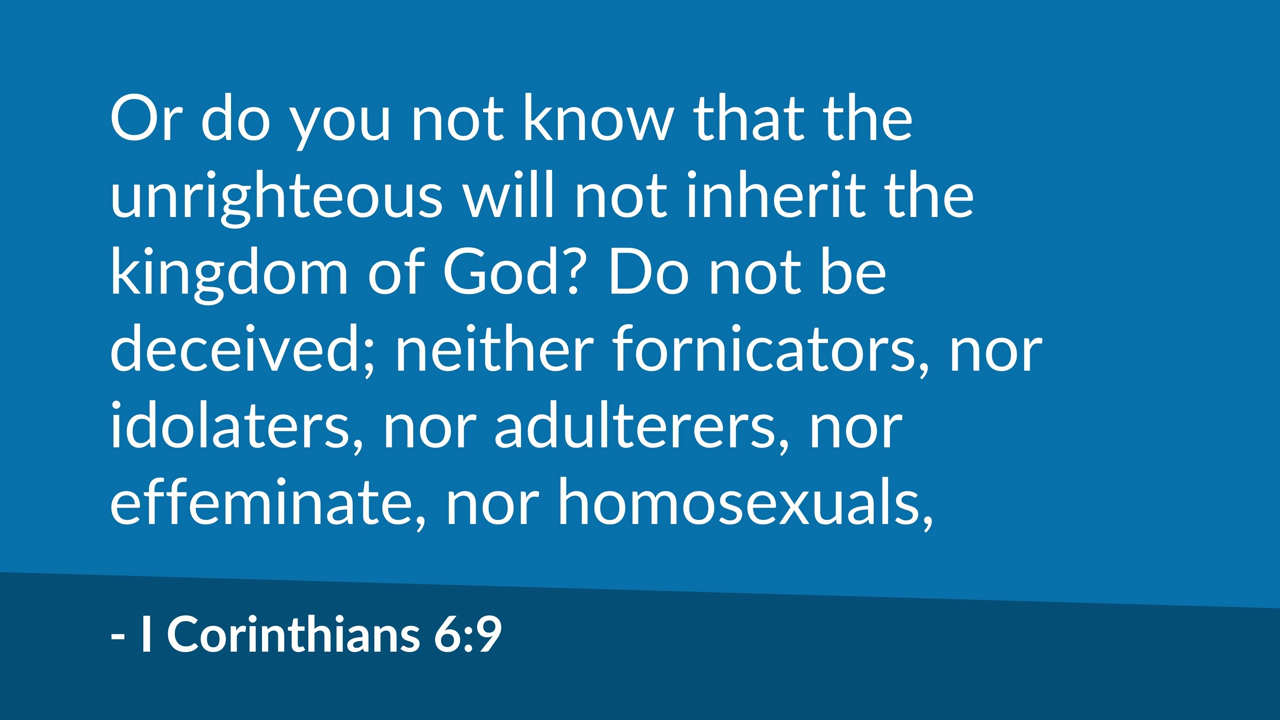 Or do you not know that the
unrighteous will not inherit the
kingdom of God? Do not be
deceived; neither fornicators, nor
idolaters, nor adulterers, nor
effeminate, nor homosexuals,
- I Corinthians 6:9